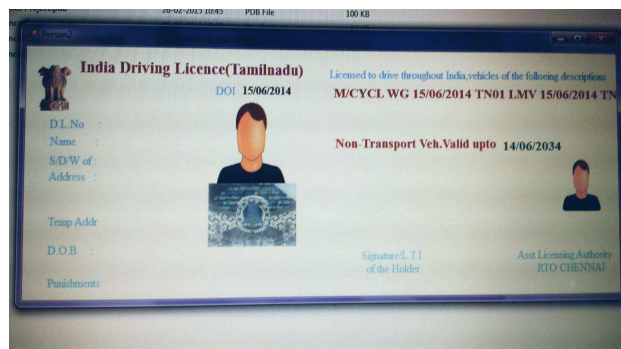 26-02-2015 10:45 PDB File 100 KB
Person2
India Driving Licence(Tamilnadu)
DOI 15/06/2014
D.L.No :
Name :
S/D/W of :
Address :
Temp Addr
D.O.B :
Punishments
Licensed to drive throughout India,vehicles of the folloeing descriptions
M/CYCL WG 15/06/2014 TN01 LMV 15/06/2014 TN
Non-Transport Veh.Valid upto 14/06/2034
Signature/L.T.I
of the Holder
Asst Licensing Authority
RTO CHENNAI